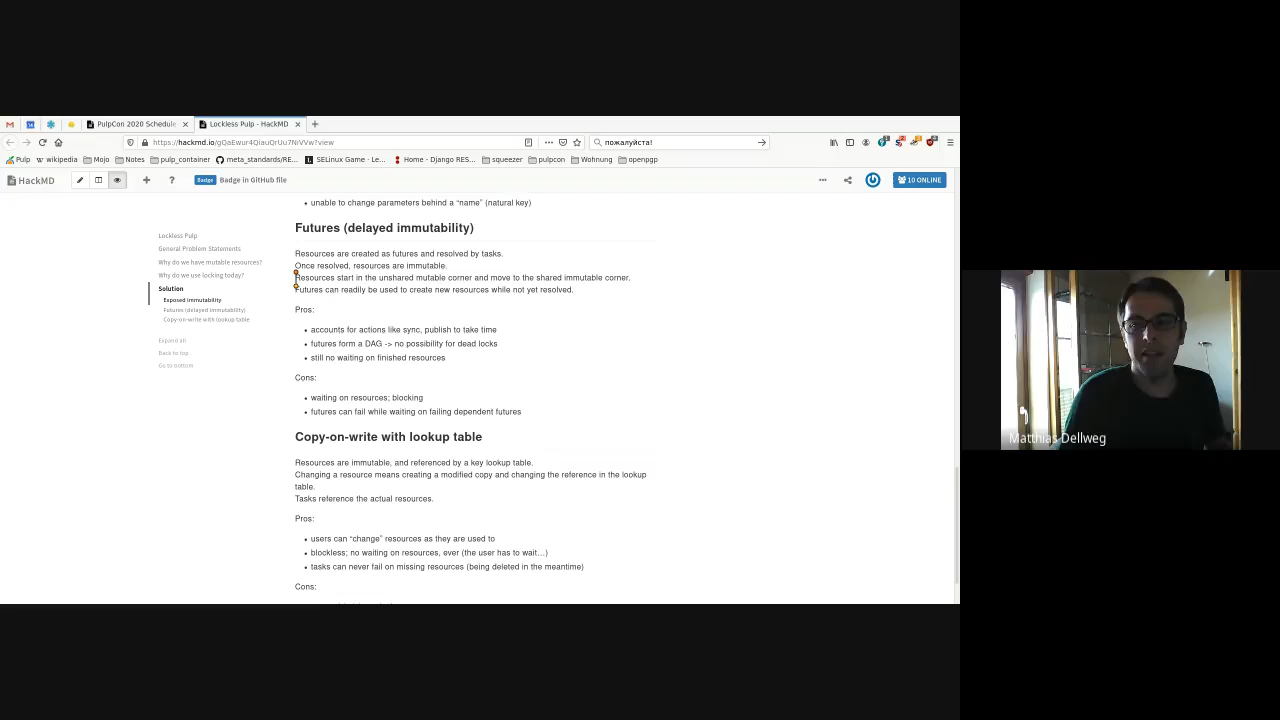 PulpCon 2020 Schedule
Lockless Pulp - HackMD
https://hackmd.io/gQaEwur4QiauQrUu7NiVVw?view
пожалуйста!
Pulp
wikipedia
Mojo
Notes
pulp_container
meta_standards/RE...
SELinux Game - Le...
Home - Django RES...
squeezer
pulpcon
Wohnung
openpgp
HackMD
Badge
Badge in GitHub file
10 ONLINE
Lockless Pulp
General Problem Statements
Why do we have mutable resources?
Why do we use locking today?
Solution
Exposed immutability
Futures (delayed immutability)
Copy-on-write with lookup table
Expand all
Back to top
Go to bottom
unable to change parameters behind a “name” (natural key)
Futures (delayed immutability)
Resources are created as futures and resolved by tasks.
Once resolved, resources are immutable.
Resources start in the unshared mutable corner and move to the shared immutable corner.
Futures can readily be used to create new resources while not yet resolved.
Pros:
accounts for actions like sync, publish to take time
futures form a DAG -> no possibility for dead locks
still no waiting on finished resources
Cons:
waiting on resources; blocking
futures can fail while waiting on failing dependent futures
Copy-on-write with lookup table
Resources are immutable, and referenced by a key lookup table.
Changing a resource means creating a modified copy and changing the reference in the lookup
table.
Tasks reference the actual resources.
Pros:
users can “change” resources as they are used to
blockless; no waiting on resources, ever (the user has to wait…)
tasks can never fail on missing resources (being deleted in the meantime)
Cons:
Matthias Dellweg